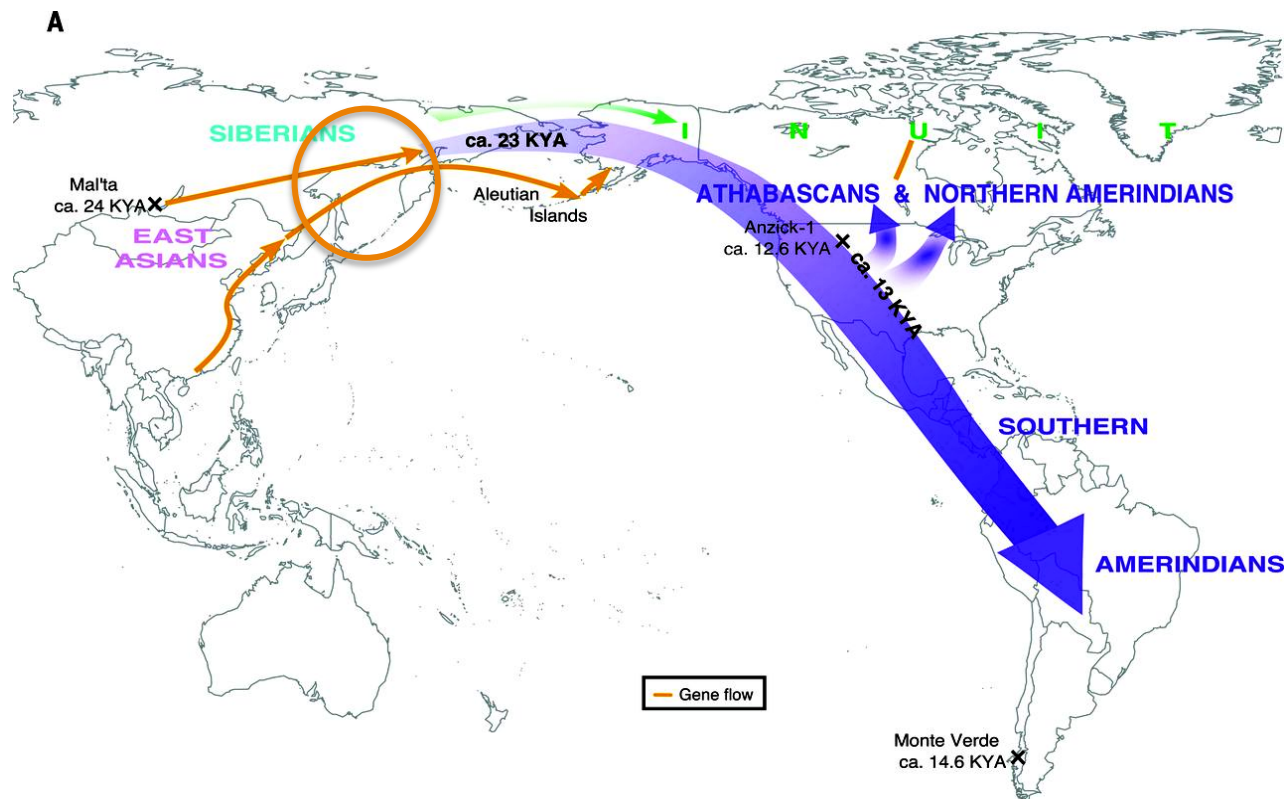 A
SIBERIANS
ca. 23 KYA
I N U I T
Mal'ta
ca. 24 KYA
Aleutian
Islands
ATHABASCANS & NORTHERN AMERINDIANS
EAST
ASIANS
Anzick-1
ca. 12.6 KYA
ca. 13 KYA
SOUTHERN
AMERINDIANS
Gene flow
Monte Verde
ca. 14.6 KYA